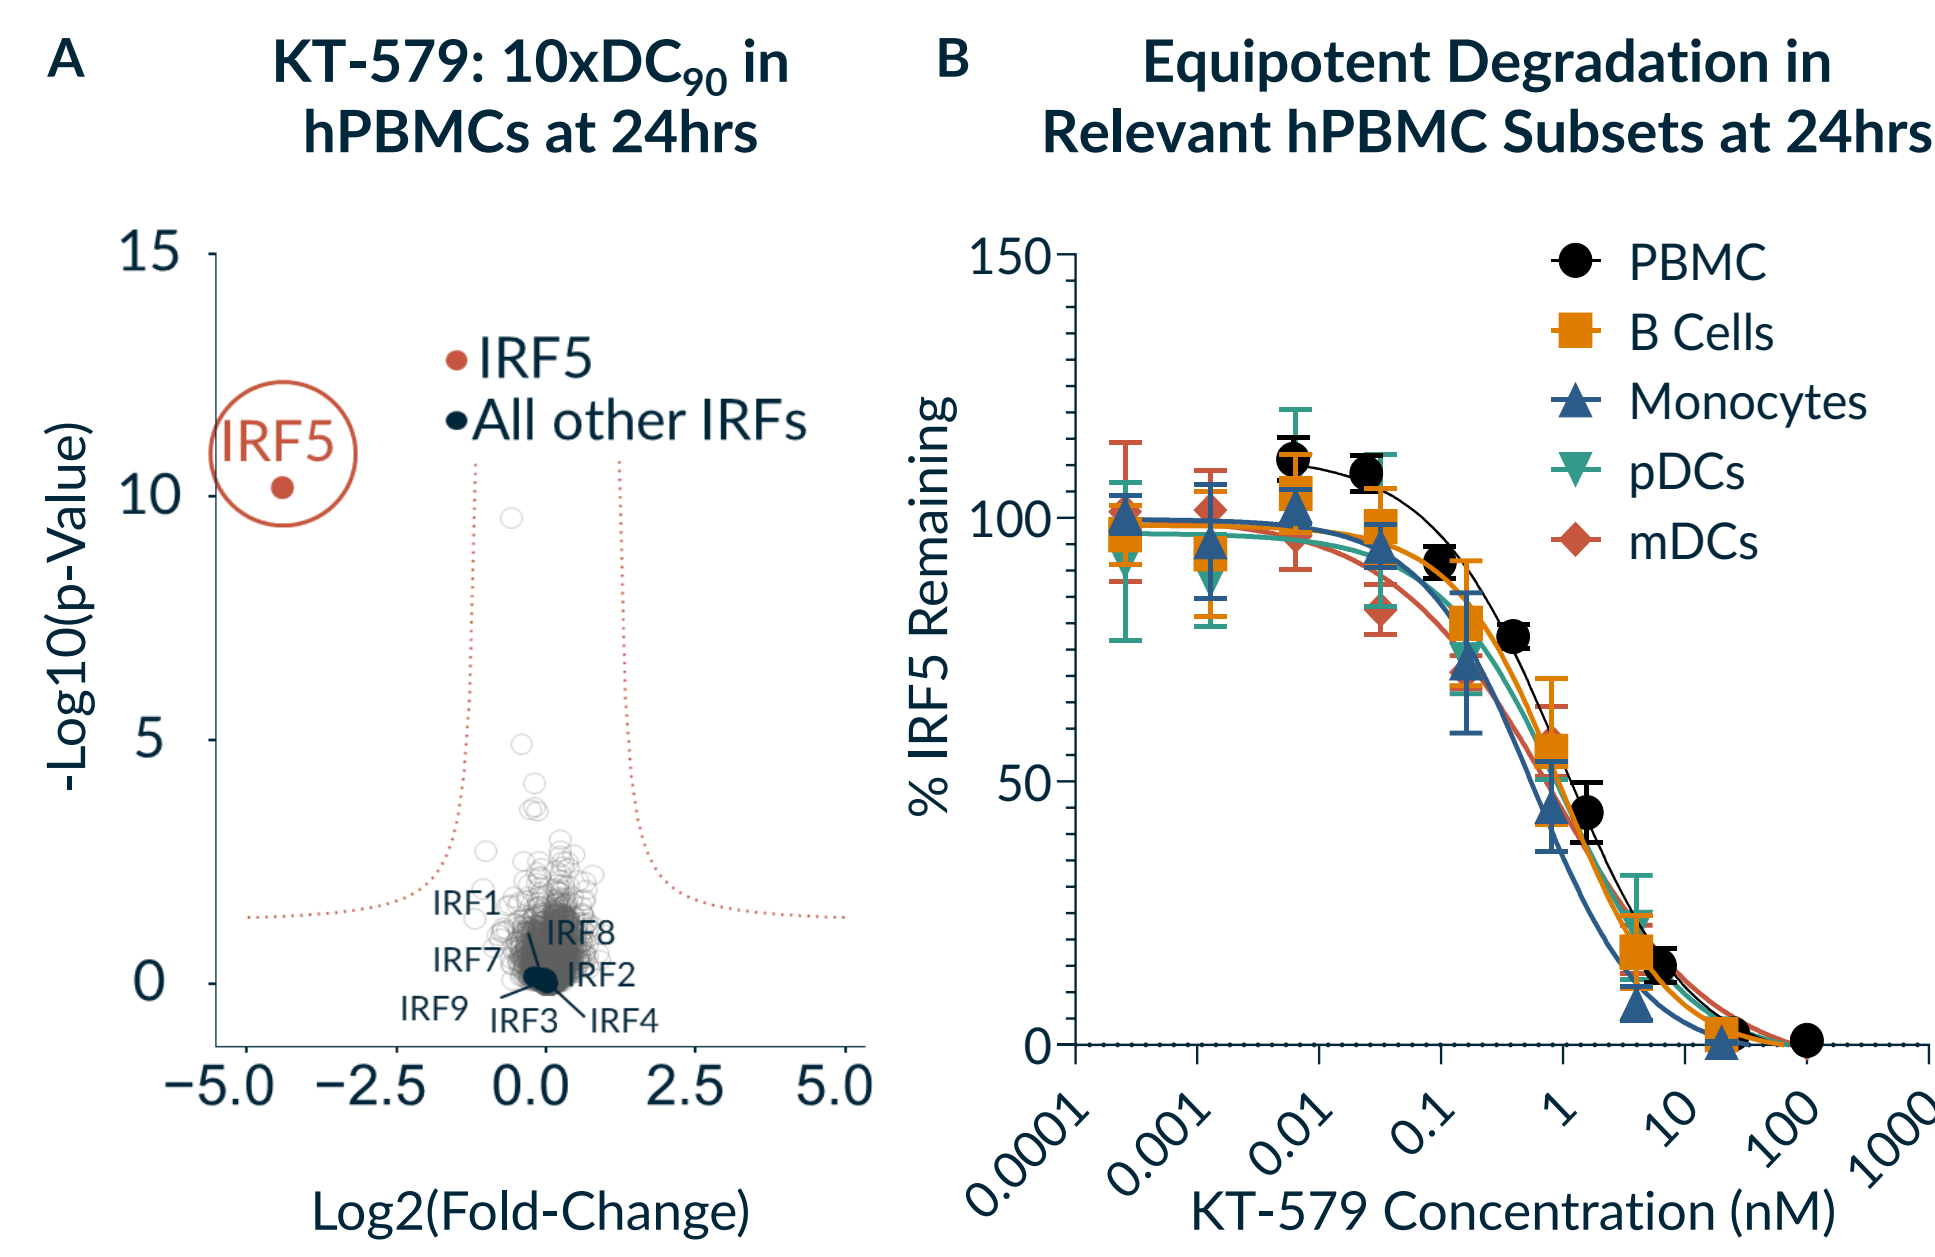 A
KT-579: 10xDC90 in
hPBMCs at 24hrs
15
10
5
0
-Log10(p-Value)
IRF5
IRF5
All other IRFs
IRF1
IRF8
IRF7
IRF2
IRF9
IRF3
IRF4
−5.0
−2.5
0.0
2.5
5.0
Log2(Fold-Change)
B
Equipotent Degradation in
Relevant hPBMC Subsets at 24hrs
150
100
50
0
% IRF5 Remaining
PBMC
B Cells
Monocytes
pDCs
mDCs
0.0001
0.001
0.01
0.1
1
10
100
1000
KT-579 Concentration (nM)